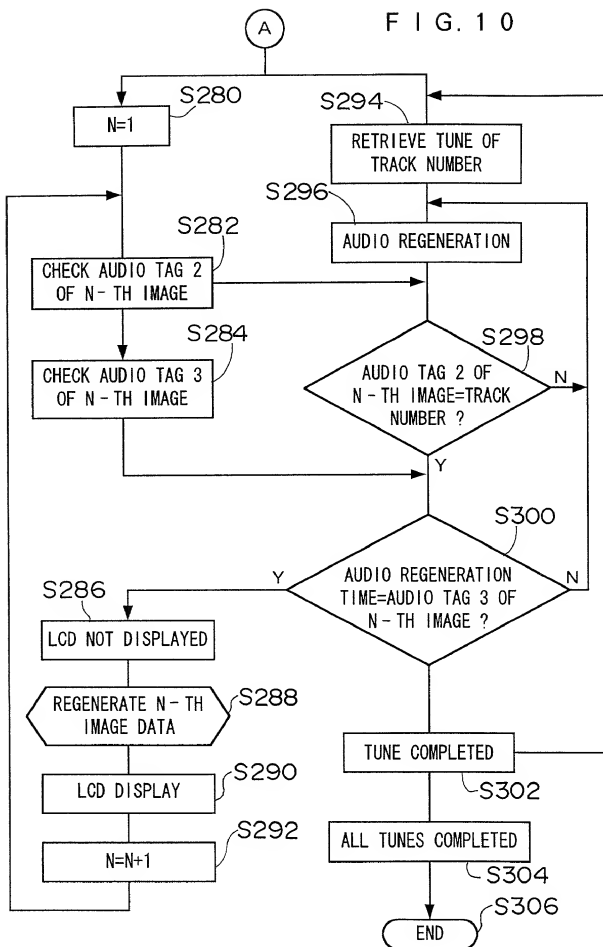 FIG. 10
A
S280
N=1
S294
RETRIEVE TUNE OF
TRACK NUMBER
S296
AUDIO REGENERATION
S282
CHECK AUDIO TAG 2
OF N-TH IMAGE
S284
CHECK AUDIO TAG 3
OF N-TH IMAGE
S298
AUDIO TAG 2 OF
N-TH IMAGE=TRACK
NUMBER ?
N
Y
S300
AUDIO REGENERATION
TIME=AUDIO TAG 3 OF
N-TH IMAGE ?
Y
N
S286
LCD NOT DISPLAYED
S288
REGENERATE N-TH
IMAGE DATA
S290
LCD DISPLAY
S292
N=N+1
TUNE COMPLETED
S302
ALL TUNES COMPLETED
S304
END
S306